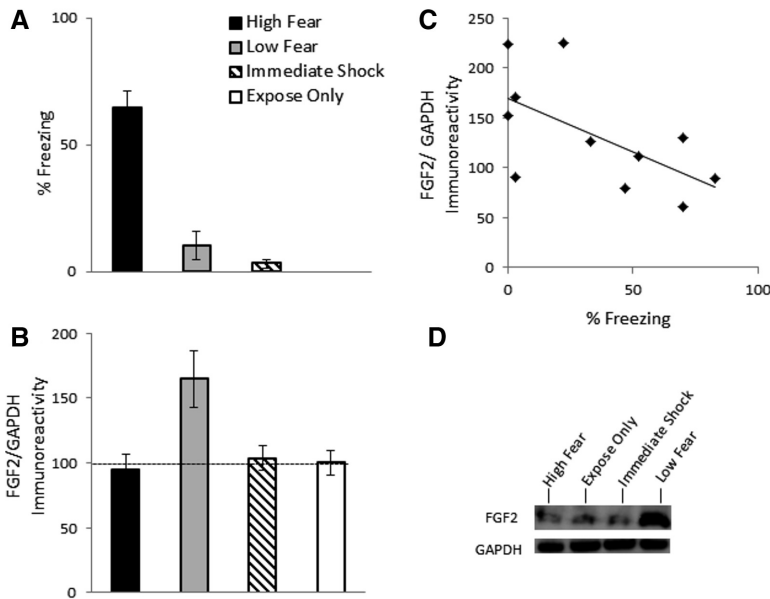 A
100
50
0
% Freezing
High Fear
Low Fear
Immediate Shock
Expose Only
C
250
200
150
100
50
0
FGF2/ GAPDH
Immunoreactivity
0
50
100
% Freezing
B
200
150
100
50
0
FGF2/GAPDH
Immunoreactivity
D
High Fear
Expose Only
Immediate Shock
Low Fear
FGF2
GAPDH